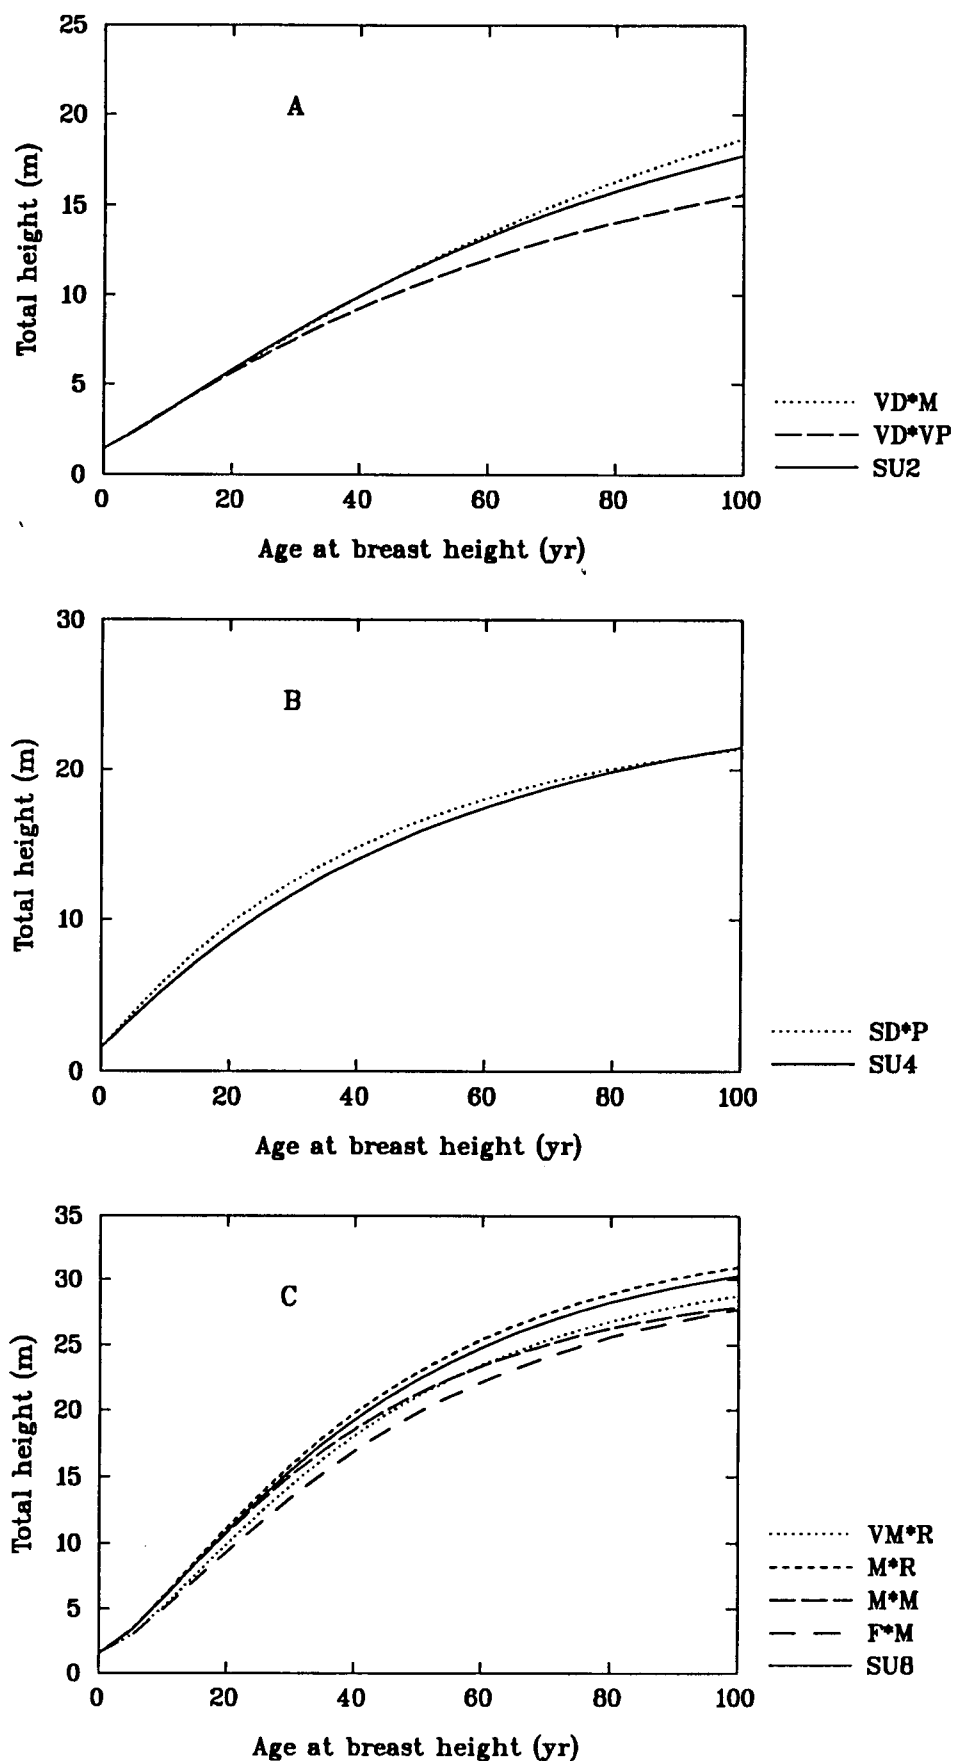 25
20
15
10
5
0
Total height (m)
A
0 20 40 60 80 100
Age at breast height (yr)
VD*M
VD*VP
SU2
30
20
10
0
Total height (m)
B
0 20 40 60 80 100
Age at breast height (yr)
SD*P
SU4
35
30
25
20
15
10
5
0
Total height (m)
C
0 20 40 60 80 100
Age at breast height (yr)
VM*R
M*R
M*M
F*M
SU8